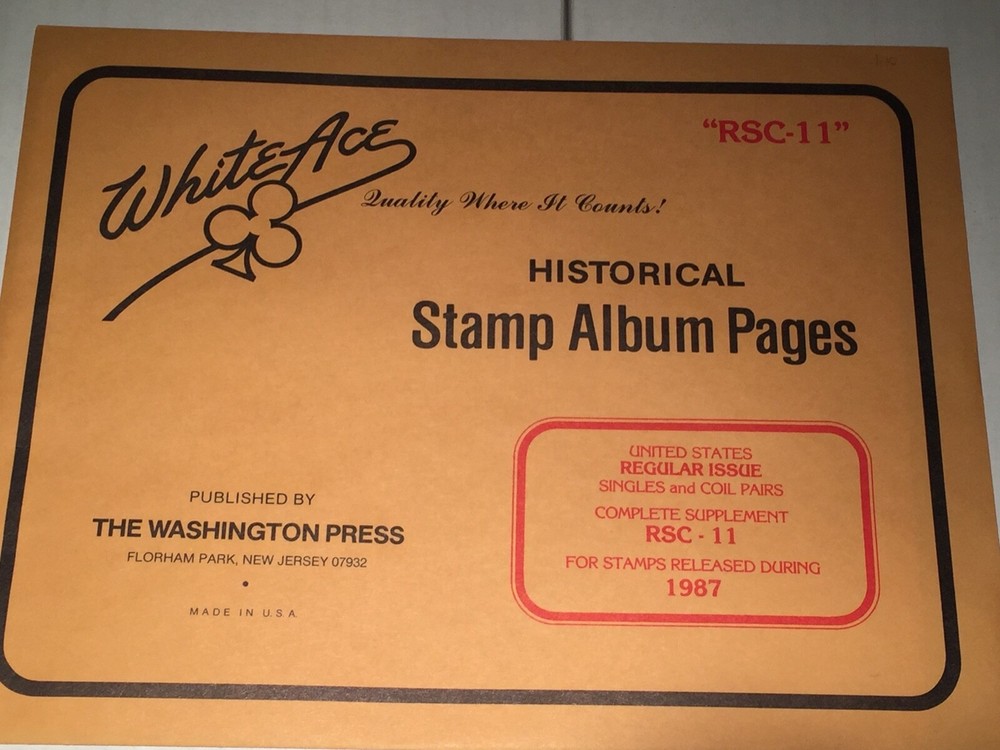 "RSC-11"
White Ace
Quality Where It Counts!
HISTORICAL
Stamp Album Pages
UNITED STATES
REGULAR ISSUE
SINGLES and COIL PAIRS
COMPLETE SUPPLEMENT
RSC - 11
FOR STAMPS RELEASED DURING
1987
PUBLISHED BY
THE WASHINGTON PRESS
FLORHAM PARK, NEW JERSEY 07932
•
MADE IN U.S.A.